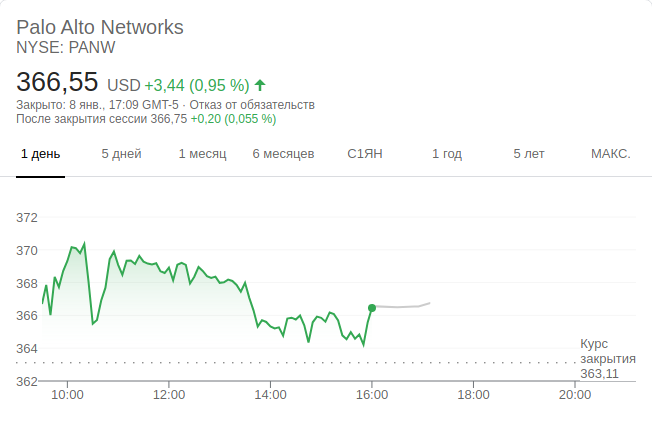 Palo Alto Networks
NYSE: PANW
366,55 USD +3,44 (0,95 %)
Закрыто: 8 янв., 17:09 GMT-5 · Отказ от обязательств
После закрытия сессии 366,75 +0,20 (0,055 %)
1 день 5 дней 1 месяц 6 месяцев С1ЯН 1 год 5 лет МАКС.
372
370
368
366
364
362
Курс
закрытия
363,11
10:00 12:00 14:00 16:00 18:00 20:00